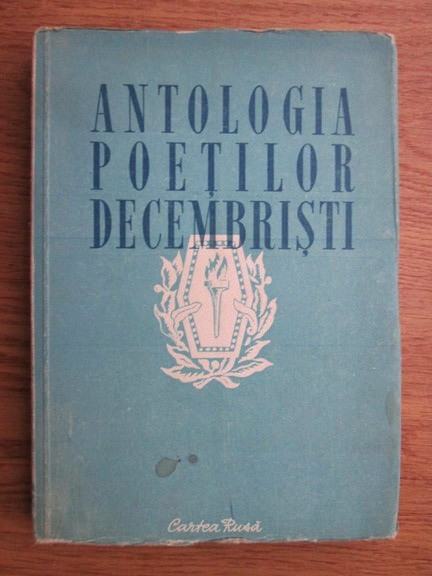 ANTOLOGIA
POEȚILOR
DECEMBRIȘTI
Cartea Rusă